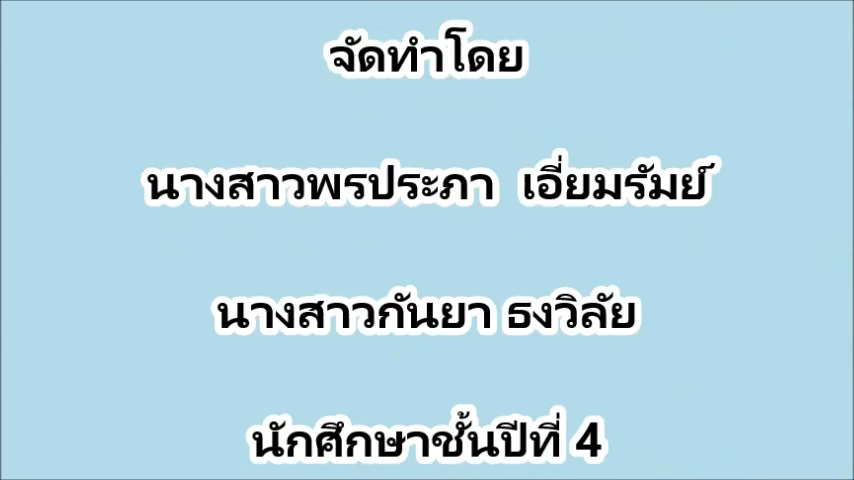 จัดทำโดย
นางสาวพรประภา เอี่ยมรัมย์
นางสาวกันยา ธงวิลัย
นักศึกษาชั้นปีที่ 4